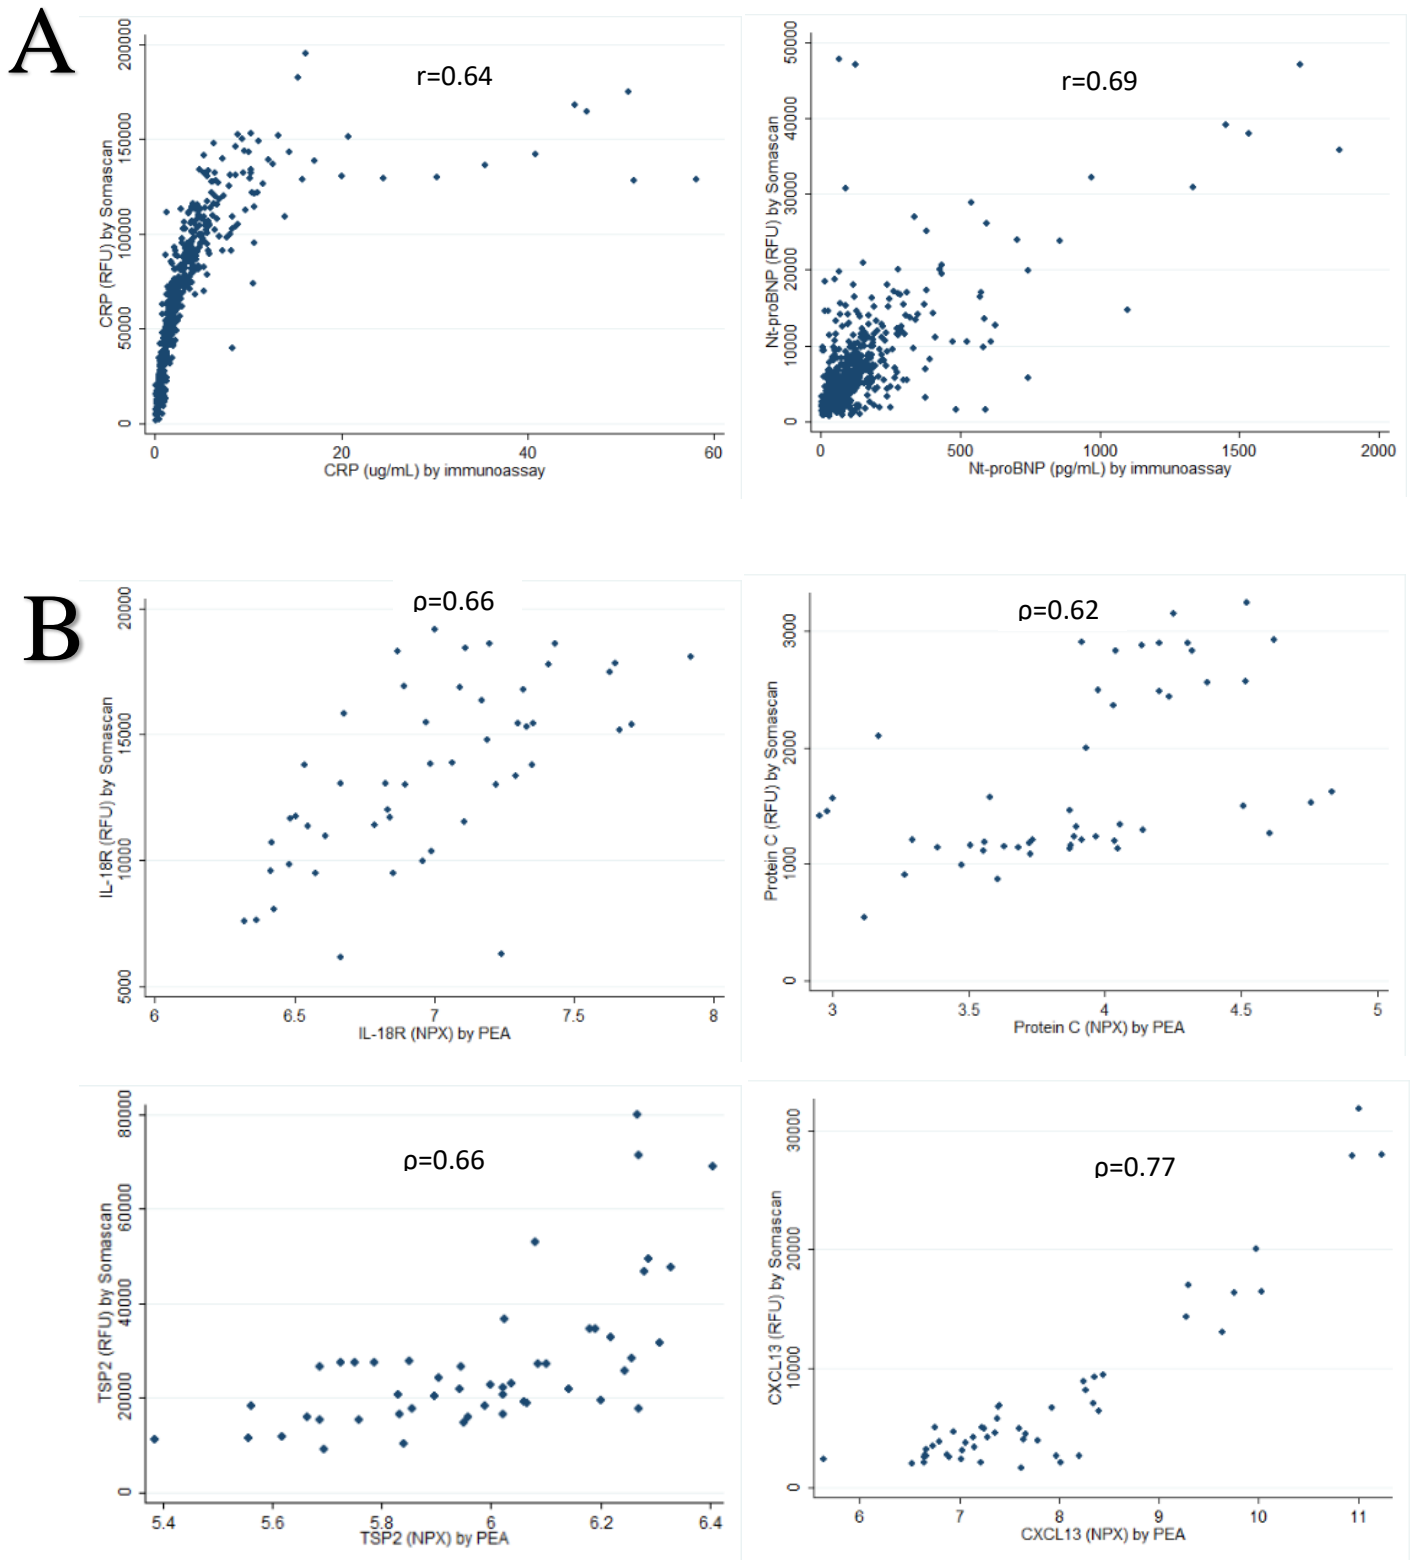 A
r=0.64
CRP (RFU) by Somascan
0
50000
100000
150000
200000
0 20 40 60
CRP (ug/mL) by immunoassay
r=0.69
Nt-proBNP (RFU) by Somascan
0
10000
20000
30000
40000
50000
0 500 1000 1500 2000
Nt-proBNP (pg/mL) by immunoassay
B
ρ=0.66
IL-18R (RFU) by Somascan
5000
10000
15000
20000
6 6.5 7 7.5 8
IL-18R (NPX) by PEA
ρ=0.62
Protein C (RFU) by Somascan
0
1000
2000
3000
3 3.5 4 4.5 5
Protein C (NPX) by PEA
ρ=0.66
TSP2 (RFU) by Somascan
0
20000
40000
60000
80000
5.4 5.6 5.8 6 6.2 6.4
TSP2 (NPX) by PEA
ρ=0.77
CXCL13 (RFU) by Somascan
0
10000
20000
30000
6 7 8 9 10 11
CXCL13 (NPX) by PEA